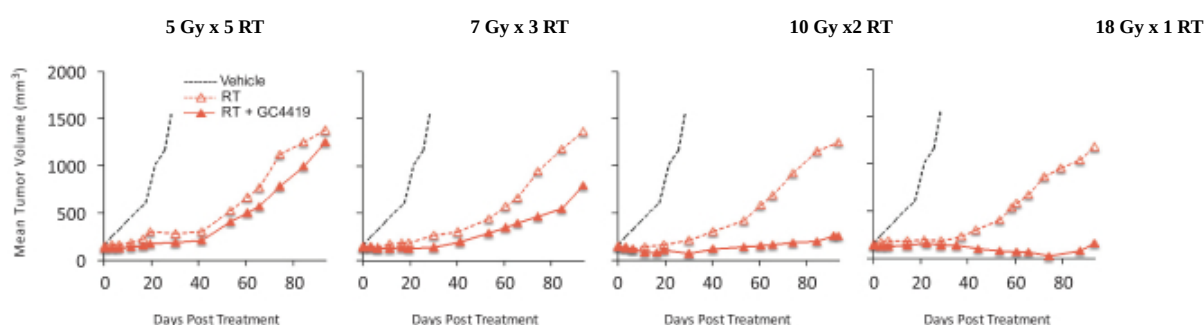 5 Gy x 5 RT 7 Gy x 3 RT 10 Gy x2 RT 18 Gy x 1 RT
Mean Tumor Volume (mm³)
2000
1500
1000
500
0
Vehicle
RT
RT + GC4419
0 20 40 60 80 0 20 40 60 80 0 20 40 60 80 0 20 40 60 80
Days Post Treatment Days Post Treatment Days Post Treatment Days Post Treatment